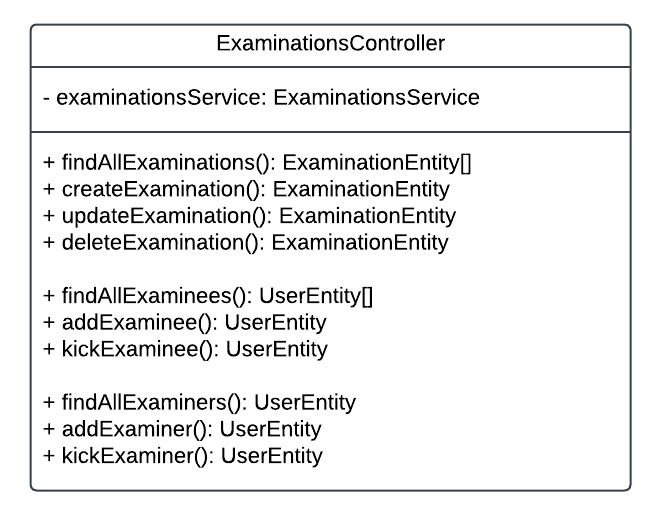 ExaminationsController
- examinationsService: ExaminationsService
+ findAllExaminations(): ExaminationEntity[]
+ createExamination(): ExaminationEntity
+ updateExamination(): ExaminationEntity
+ deleteExamination(): ExaminationEntity
+ findAllExaminees(): UserEntity[]
+ addExaminee(): UserEntity
+ kickExaminee(): UserEntity
+ findAllExaminers(): UserEntity
+ addExaminer(): UserEntity
+ kickExaminer(): UserEntity